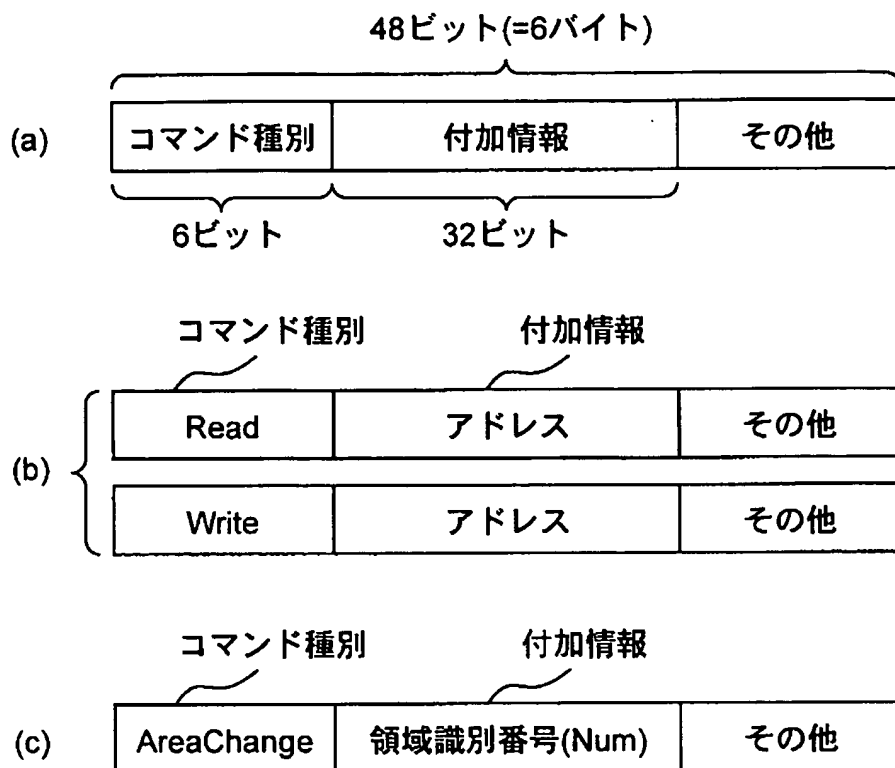 48ビット(=6バイト)
(a) コマンド種別 付加情報 その他
6ビット 32ビット
コマンド種別 付加情報
Read アドレス その他
(b)
Write アドレス その他
コマンド種別 付加情報
(c) AreaChange 領域識別番号(Num) その他